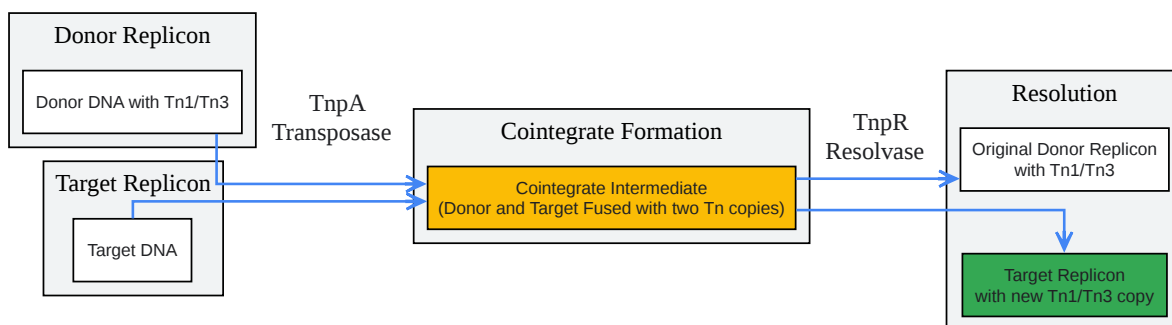 Donor Replicon
Donor DNA with Tn1/Tn3
Target Replicon
Target DNA
TnpA
Transposase
Cointegrate Formation
Cointegrate Intermediate
(Donor and Target Fused with two Tn copies)
TnpR
Resolvase
Resolution
Original Donor Replicon
with Tn1/Tn3
Target Replicon
with new Tn1/Tn3 copy